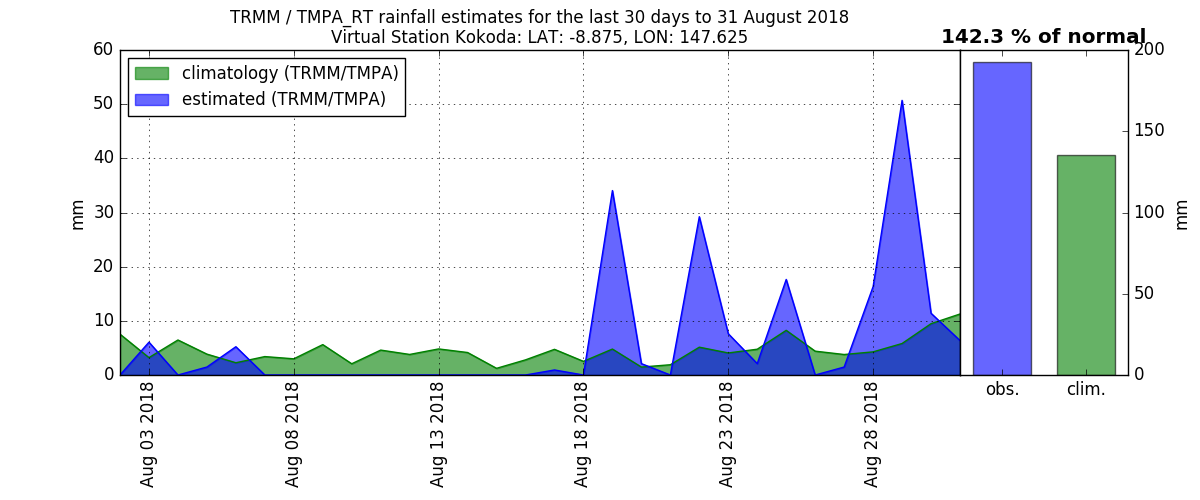 TRMM / TMPA_RT rainfall estimates for the last 30 days to 31 August 2018
Virtual Station Kokoda: LAT: -8.875, LON: 147.625
142.3 % of normal
climatology (TRMM/TMPA)
estimated (TRMM/TMPA)
60
50
40
30
20
10
0
mm
Aug 03 2018
Aug 08 2018
Aug 13 2018
Aug 18 2018
Aug 23 2018
Aug 28 2018
obs.
clim.
200
150
100
50
0
mm